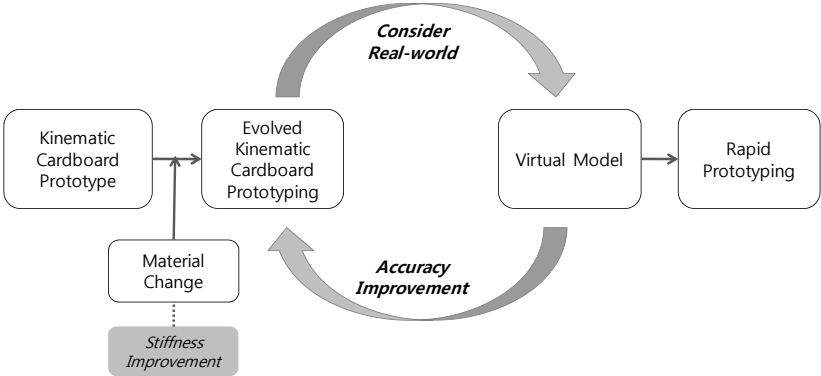 Consider
Real-world
Kinematic
Cardboard
Prototype
Evolved
Kinematic
Cardboard
Prototyping
Virtual Model
Rapid
Prototyping
Material
Change
Accuracy
Improvement
Stiffness
Improvement